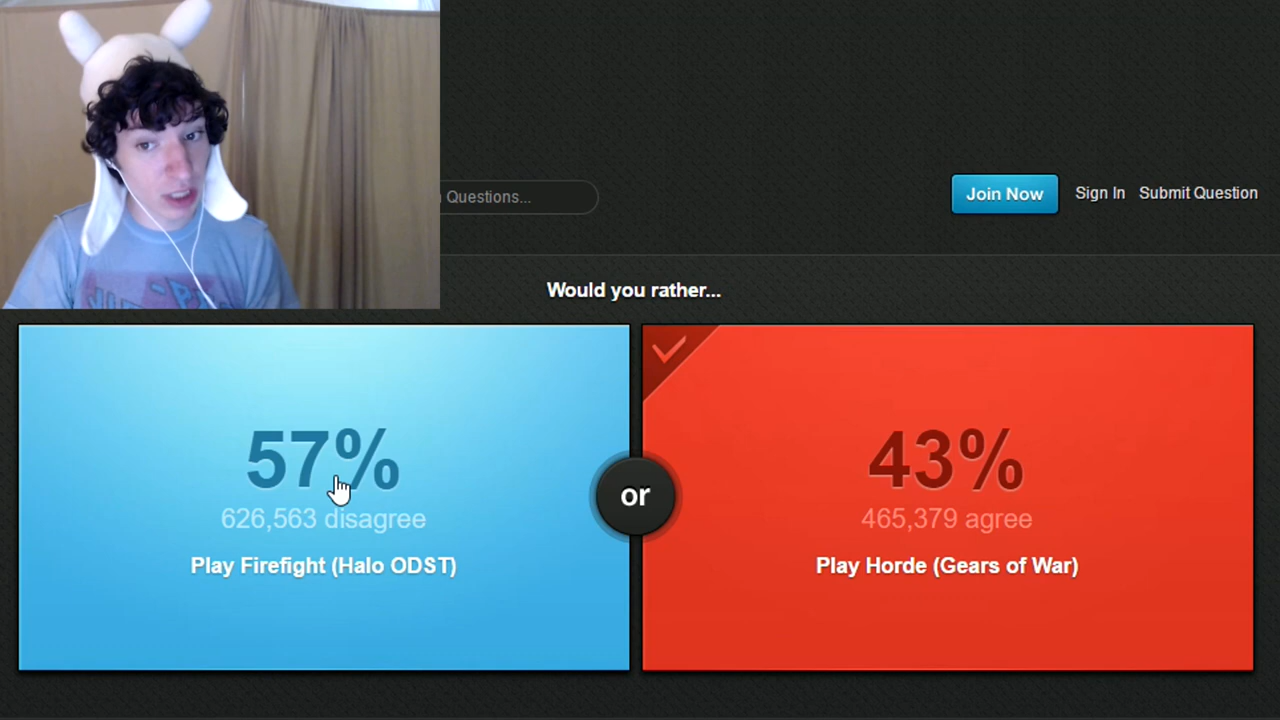 Questions...
Join Now
Sign In
Submit Question
Would you rather...
57%
626,563 disagree
Play Firefight (Halo ODST)
or
43%
465,379 agree
Play Horde (Gears of War)